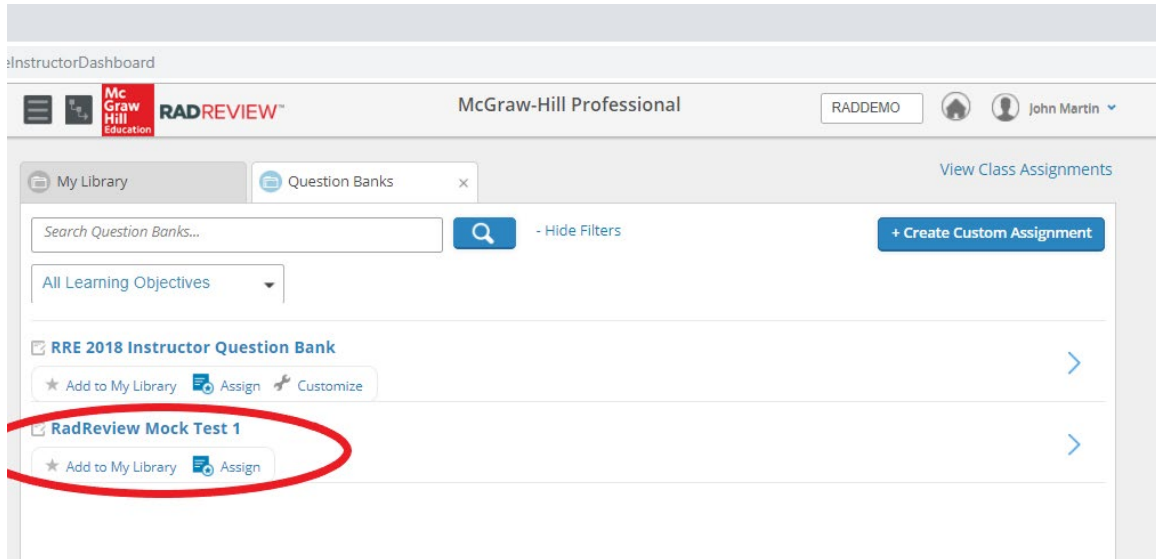 eInstructorDashboard
Mc
Graw
Hill
Education
RADREVIEW™
McGraw-Hill Professional
RADDEMO
John Martin
My Library
Question Banks
×
View Class Assignments
Search Question Banks...
- Hide Filters
+ Create Custom Assignment
All Learning Objectives
RRE 2018 Instructor Question Bank
Add to My Library Assign Customize
RadReview Mock Test 1
Add to My Library Assign